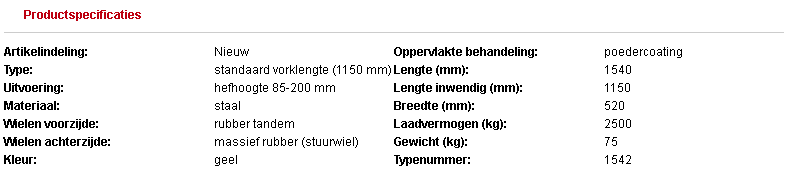 Productspecificaties
Artikelindeling: Nieuw Oppervlakte behandeling: poedercoating
Type: standaard vorklengte (1150 mm) Lengte (mm): 1540
Uitvoering: hefhoogte 85-200 mm Lengte inwendig (mm): 1150
Materiaal: staal Breedte (mm): 520
Wielen voorzijde: rubber tandem Laadvermogen (kg): 2500
Wielen achterzijde: massief rubber (stuurwiel) Gewicht (kg): 75
Kleur: geel Typenummer: 1542